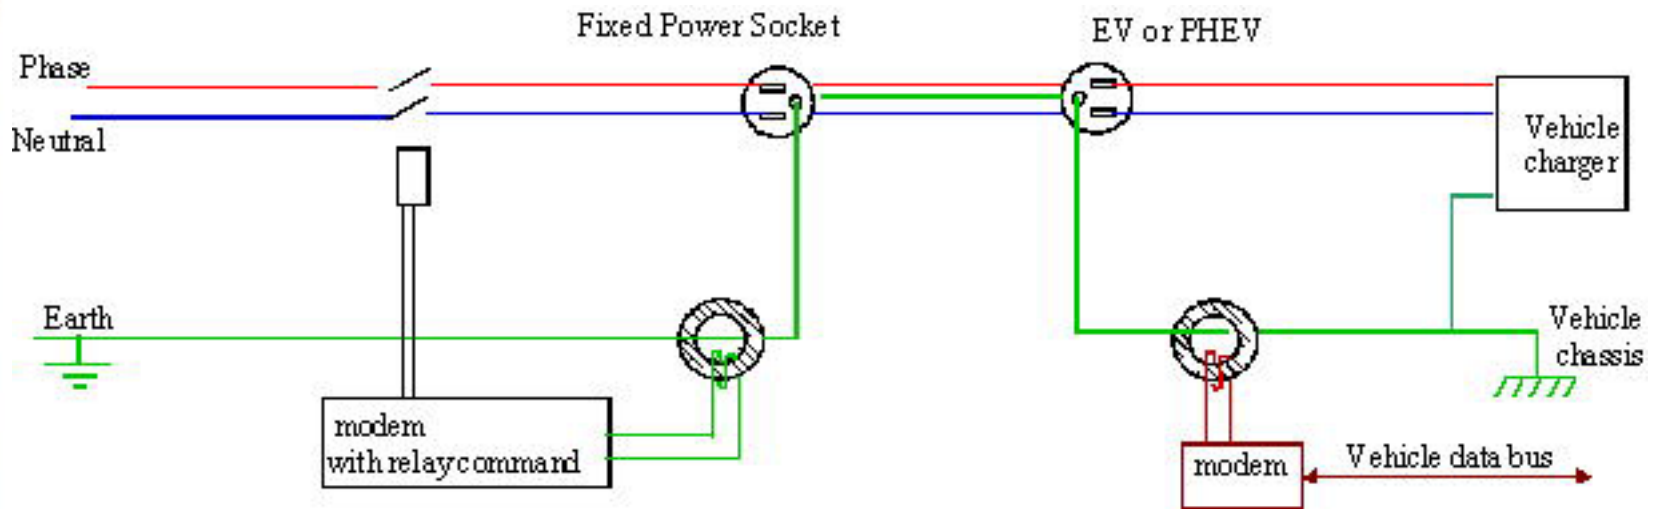 Fixed Power Socket
EV or PHEV
Phase
Neutral
Vehicle
charger
Earth
Vehicle
chassis
modem
with relay command
modem
Vehicle data bus